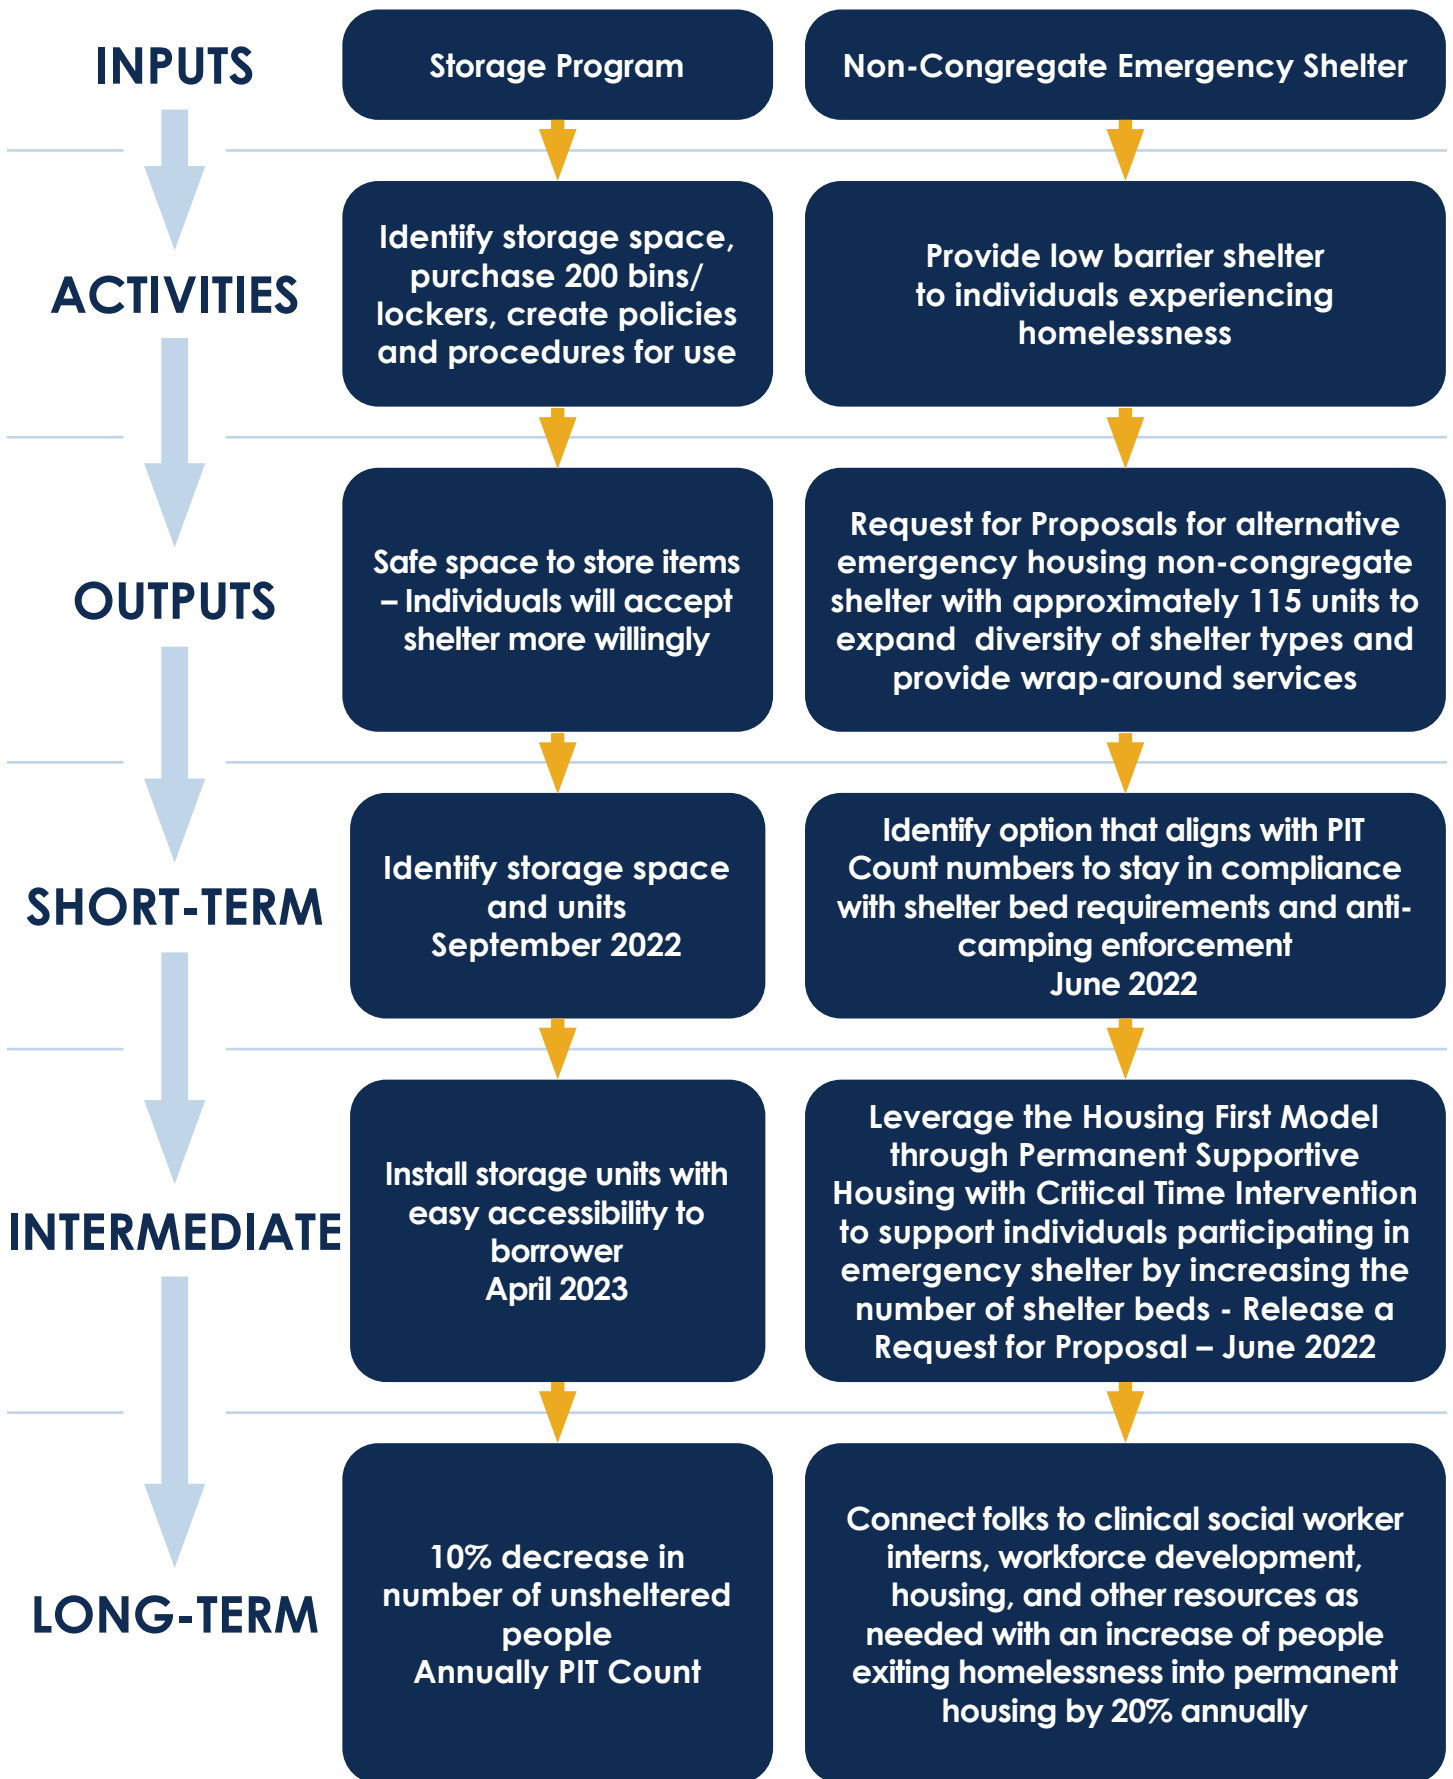 INPUTS
Storage Program
Non-Congregate Emergency Shelter
ACTIVITIES
Identify storage space,
purchase 200 bins/
lockers, create policies
and procedures for use
Provide low barrier shelter
to individuals experiencing
homelessness
OUTPUTS
Safe space to store items
– Individuals will accept
shelter more willingly
Request for Proposals for alternative
emergency housing non-congregate
shelter with approximately 115 units to
expand diversity of shelter types and
provide wrap-around services
SHORT-TERM
Identify storage space
and units
September 2022
Identify option that aligns with PIT
Count numbers to stay in compliance
with shelter bed requirements and anti-
camping enforcement
June 2022
INTERMEDIATE
Install storage units with
easy accessibility to
borrower
April 2023
Leverage the Housing First Model
through Permanent Supportive
Housing with Critical Time Intervention
to support individuals participating in
emergency shelter by increasing the
number of shelter beds - Release a
Request for Proposal – June 2022
LONG-TERM
10% decrease in
number of unsheltered
people
Annually PIT Count
Connect folks to clinical social worker
interns, workforce development,
housing, and other resources as
needed with an increase of people
exiting homelessness into permanent
housing by 20% annually